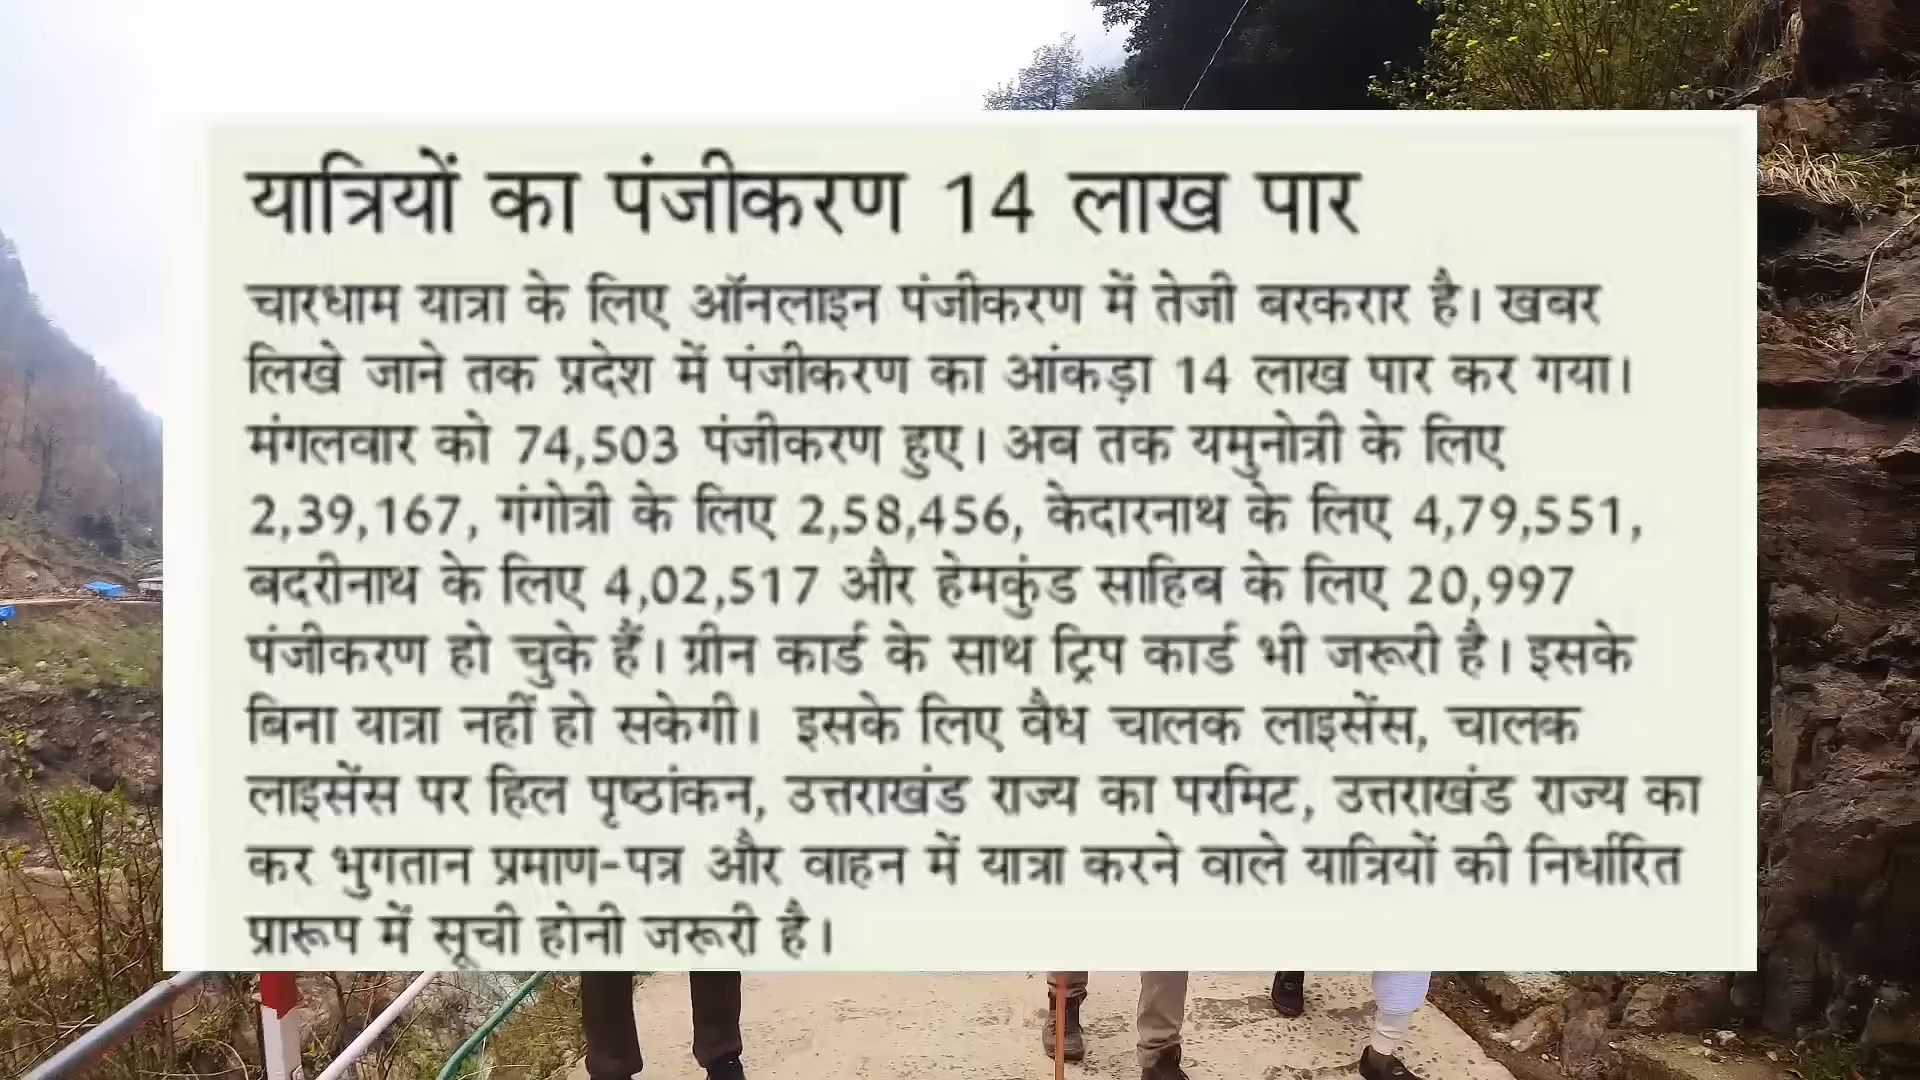 यात्रियों का पंजीकरण 14 लाख पार
चारधाम यात्रा के लिए ऑनलाइन पंजीकरण में तेजी बरकरार है। खबर
लिखे जाने तक प्रदेश में पंजीकरण का आंकड़ा 14 लाख पार कर गया।
मंगलवार को 74,503 पंजीकरण हुए। अब तक यमुनोत्री के लिए
2,39,167, गंगोत्री के लिए 2,58,456, केदारनाथ के लिए 4,79,551,
बदरीनाथ के लिए 4,02,517 और हेमकुंड साहिब के लिए 20,997
पंजीकरण हो चुके हैं। ग्रीन कार्ड के साथ ट्रिप कार्ड भी जरूरी है। इसके
बिना यात्रा नहीं हो सकेगी। इसके लिए वैध चालक लाइसेंस, चालक
लाइसेंस पर हिल पृष्ठांकन, उत्तराखंड राज्य का परमिट, उत्तराखंड राज्य का
कर भुगतान प्रमाण-पत्र और वाहन में यात्रा करने वाले यात्रियों की निर्धारित
प्रारूप में सूची होनी जरूरी है।